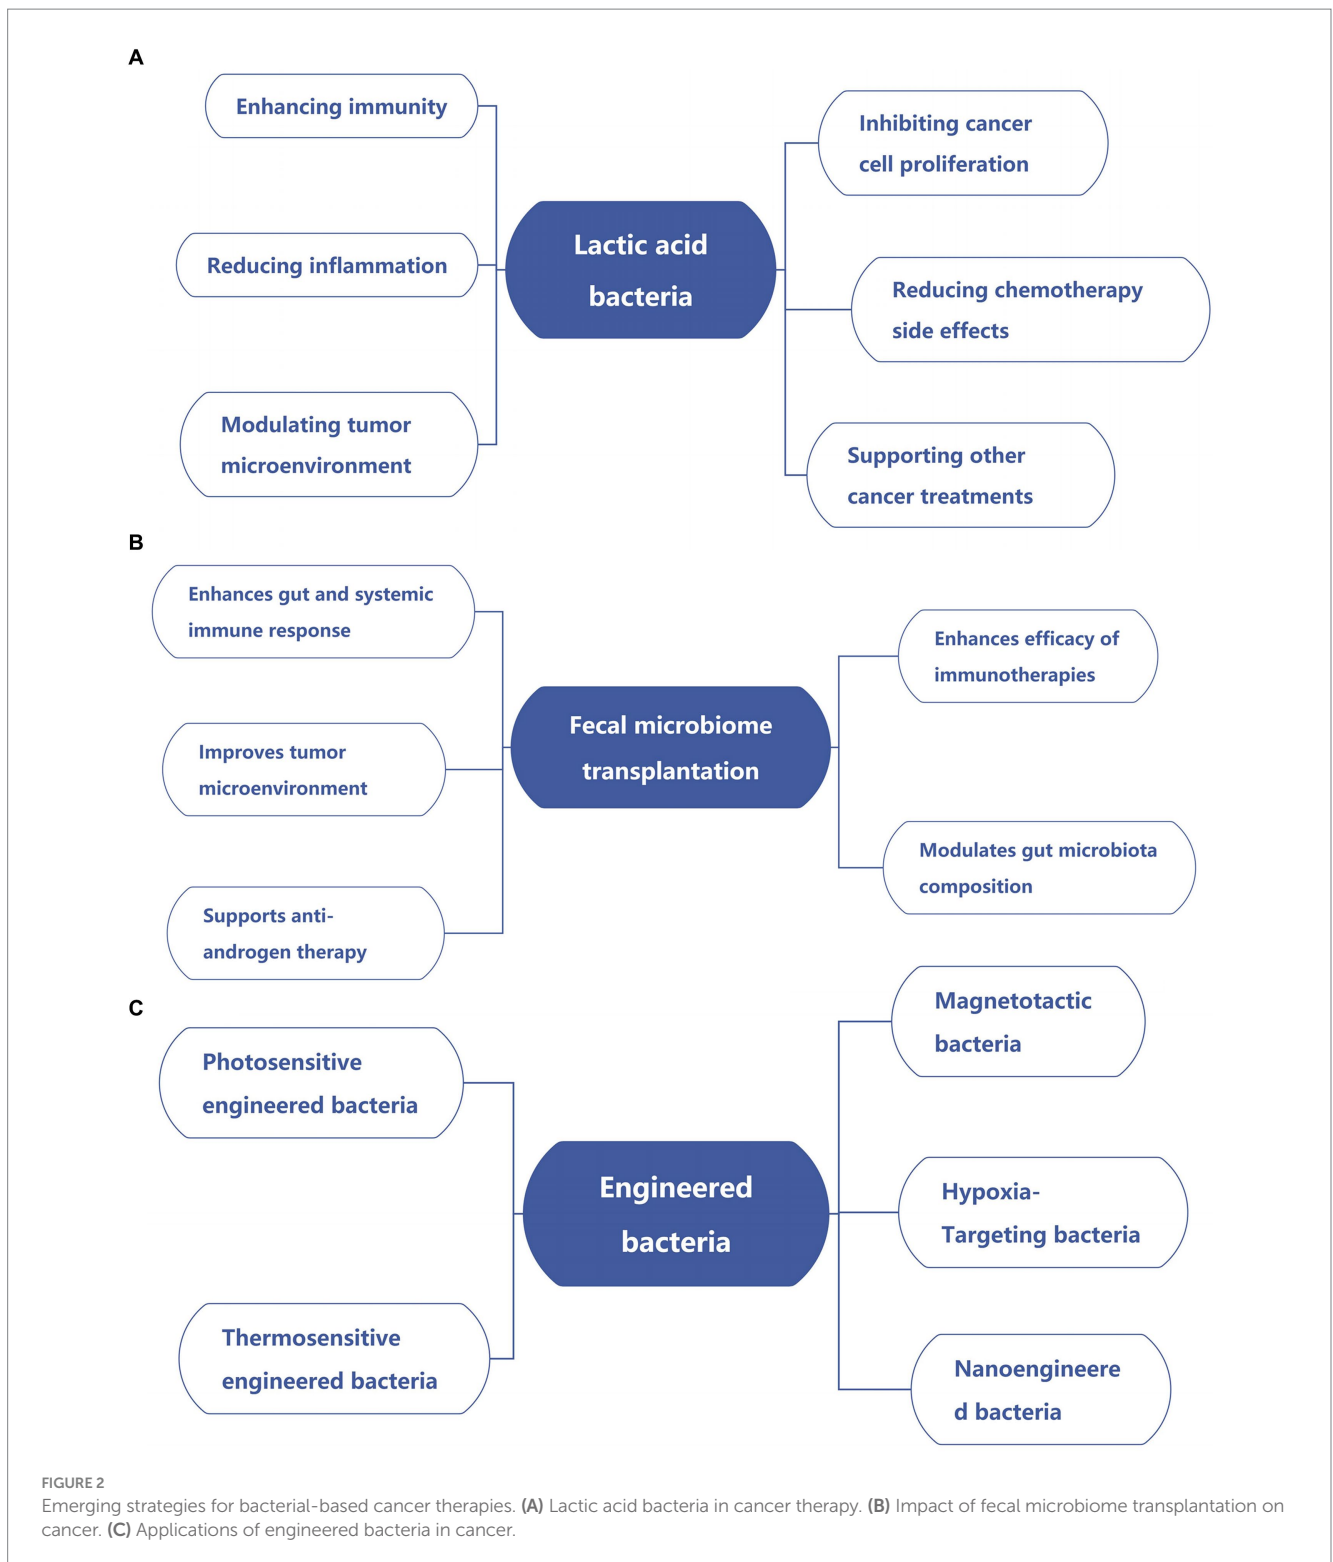 A
Enhancing immunity
Reducing inflammation
Modulating tumor
microenvironment
Lactic acid
bacteria
Inhibiting cancer
cell proliferation
Reducing chemotherapy
side effects
Supporting other
cancer treatments
B
Enhances gut and systemic
immune response
Improves tumor
microenvironment
Supports anti-
androgen therapy
Fecal microbiome
transplantation
Enhances efficacy of
immunotherapies
Modulates gut microbiota
composition
C
Photosensitive
engineered bacteria
Thermosensitive
engineered bacteria
Engineered
bacteria
Magnetotactic
bacteria
Hypoxia-
Targeting bacteria
Nanoengineere
d bacteria
FIGURE 2
Emerging strategies for bacterial-based cancer therapies. (A) Lactic acid bacteria in cancer therapy. (B) Impact of fecal microbiome transplantation on
cancer. (C) Applications of engineered bacteria in cancer.